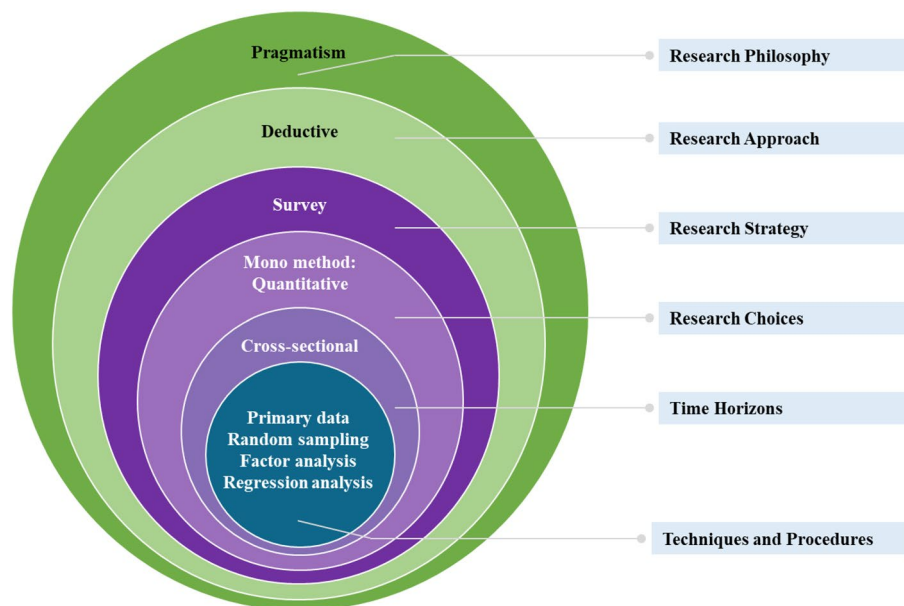 Pragmatism
Research Philosophy
Deductive
Research Approach
Survey
Research Strategy
Mono method:
Quantitative
Research Choices
Cross-sectional
Time Horizons
Primary data
Random sampling
Factor analysis
Regression analysis
Techniques and Procedures